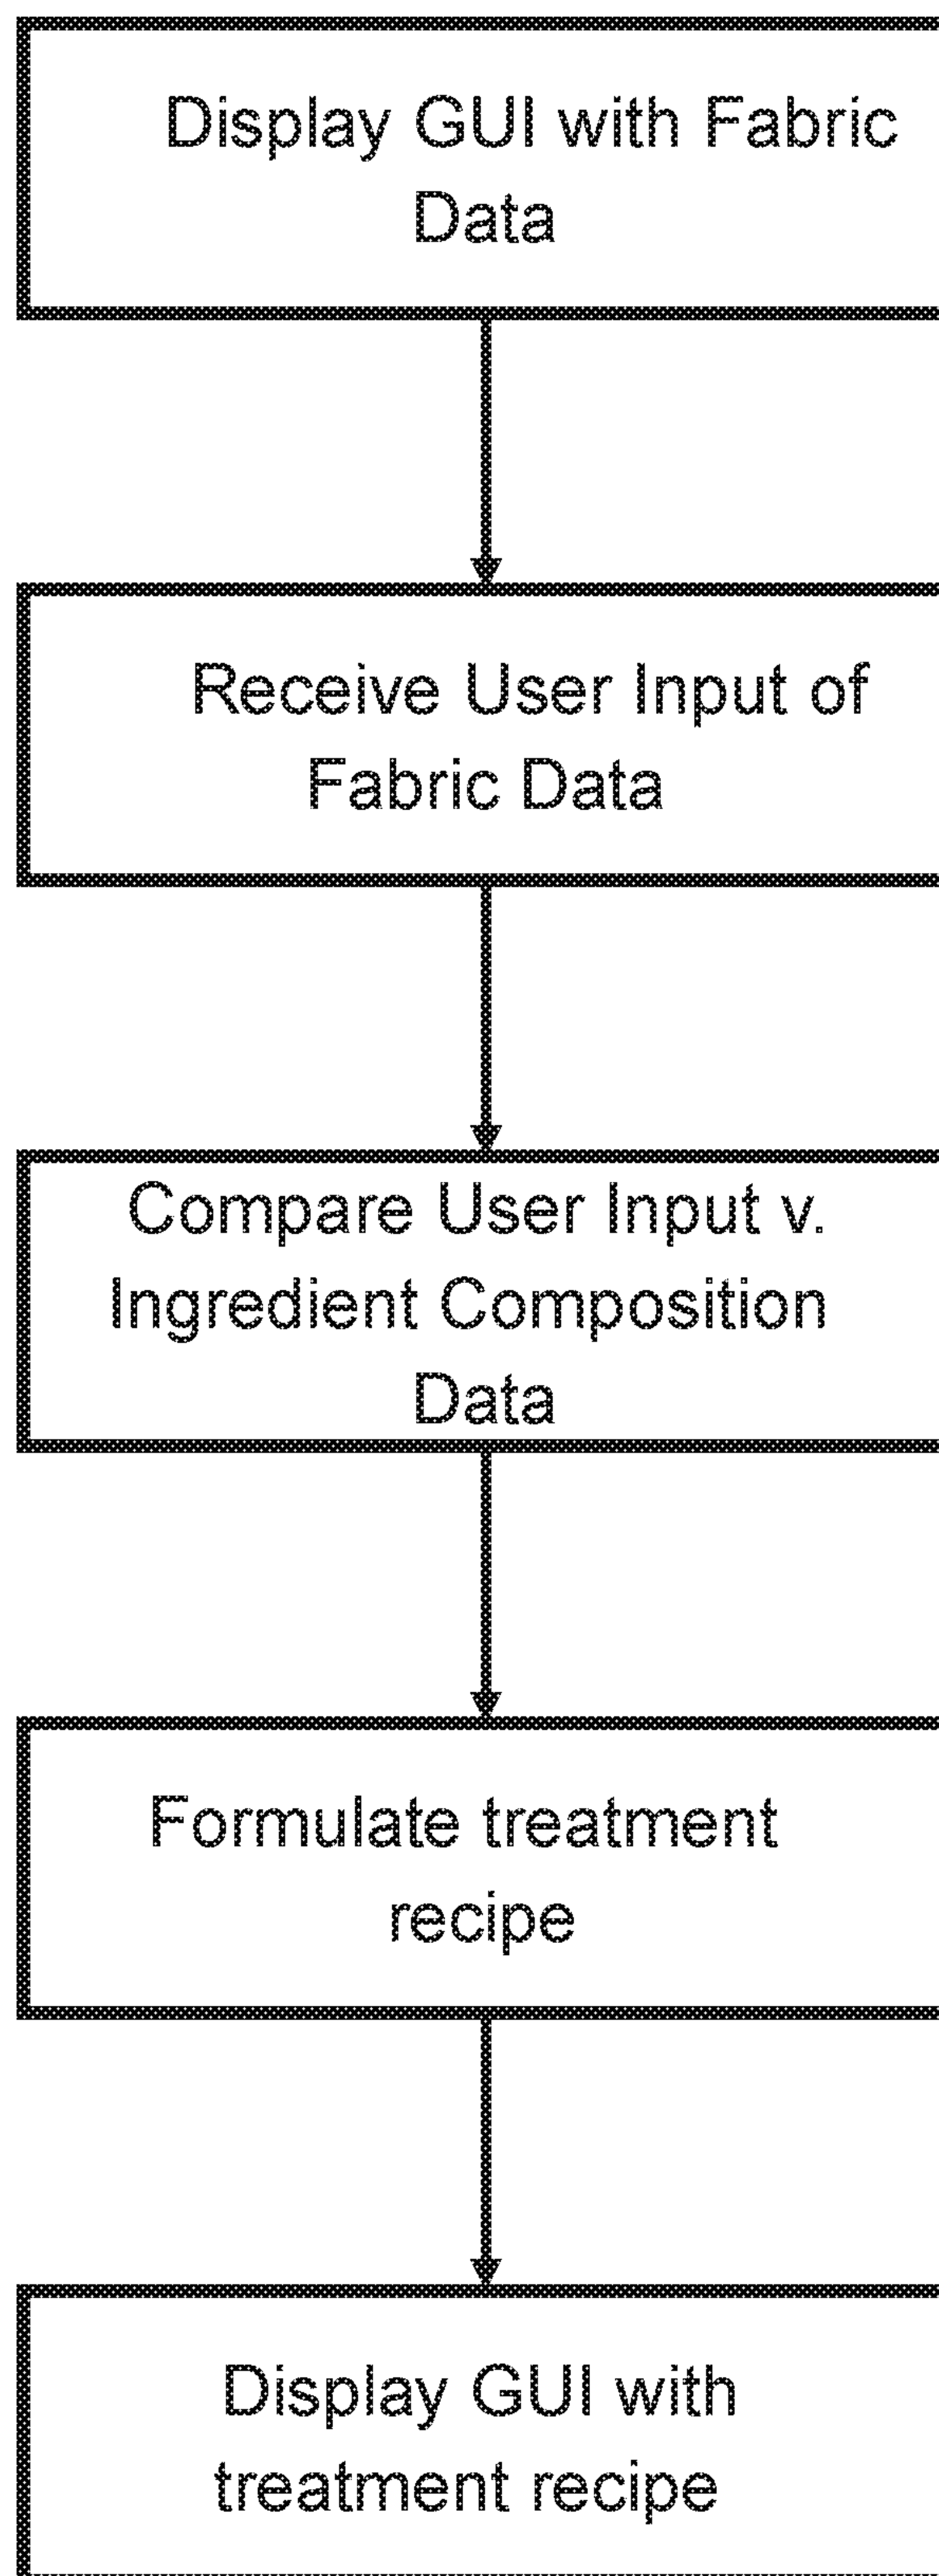 Display GUI with Fabric
Data
Receive User Input of
Fabric Data
Compare User Input v.
Ingredient Composition
Data
Formulate treatment
recipe
Display GUI with
treatment recipe